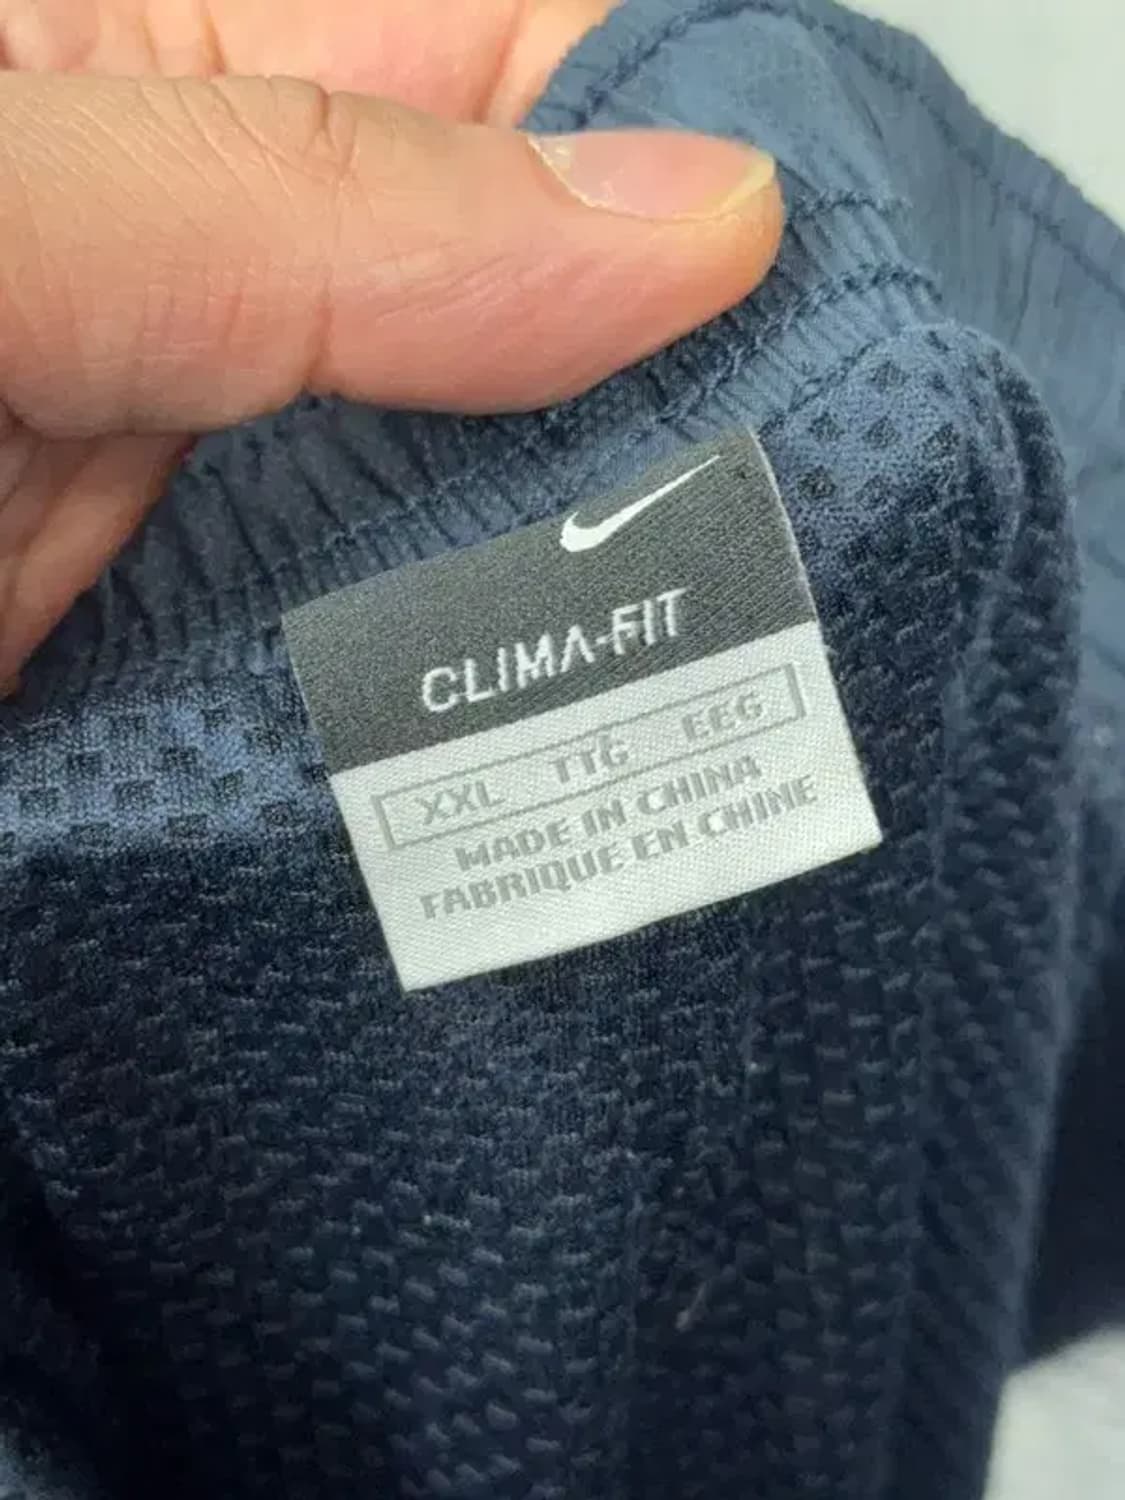 CLIMA-FIT
XXL TTG EEG
MADE IN CHINA
FABRIQUE EN CHINE